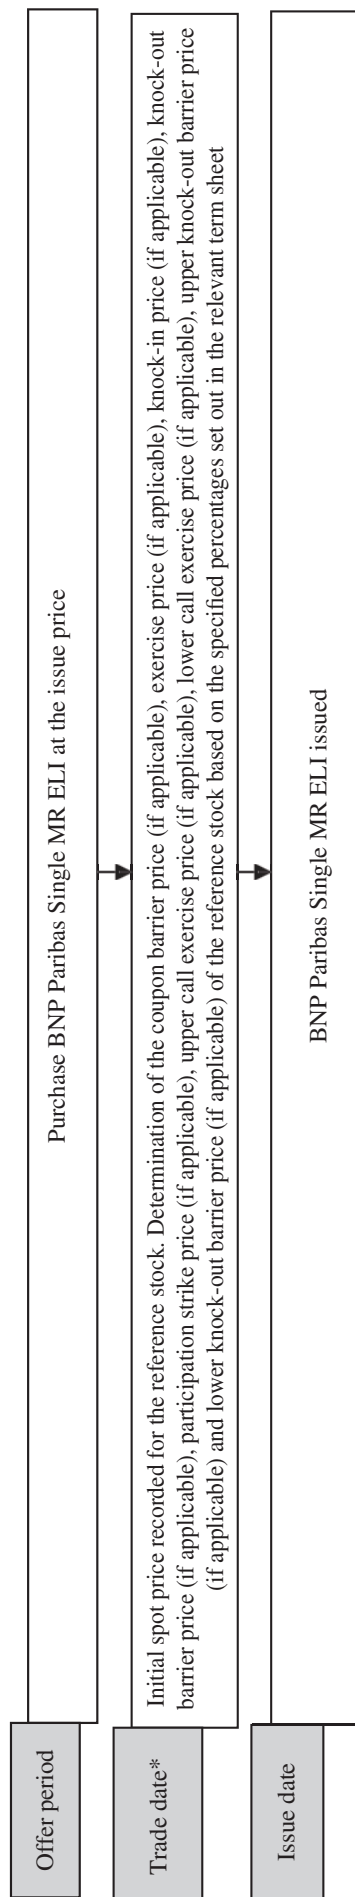 Offer period
Purchase BNP Paribas Single MR ELI at the issue price
Trade date*
Initial spot price recorded for the reference stock. Determination of the coupon barrier price (if applicable), exercise price (if applicable), knock-in price (if applicable), knock-out
barrier price (if applicable), participation strike price (if applicable), upper call exercise price (if applicable), lower call exercise price (if applicable), upper knock-out barrier price
(if applicable) and lower knock-out barrier price (if applicable) of the reference stock based on the specified percentages set out in the relevant term sheet
Issue date
BNP Paribas Single MR ELI issued